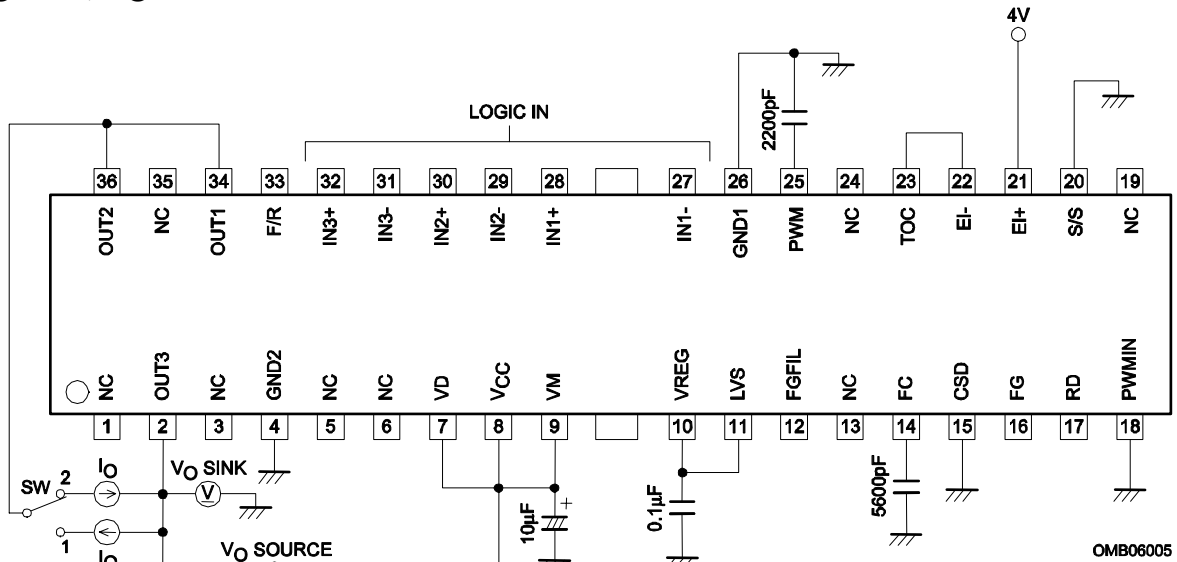 4V
LOGIC IN
2200pF
36 35 34 33 32 31 30 29 28 27 26 25 24 23 22 21 20 19
OUT2 NC OUT1 F/R IN3+ IN3- IN2+ IN2- IN1+ IN1- GND1 PWM NC TOC EI- EI+ S/S NC
NC OUT3 NC GND2 NC NC VD VCC VM VREG LVS FGFIL NC FC CSD FG RD PWMIN
1 2 3 4 5 6 7 8 9 10 11 12 13 14 15 16 17 18
SW 2 IO VO SINK
V
10μF +
0.1μF
5600pF
1 IO
VO SOURCE
OMB06005